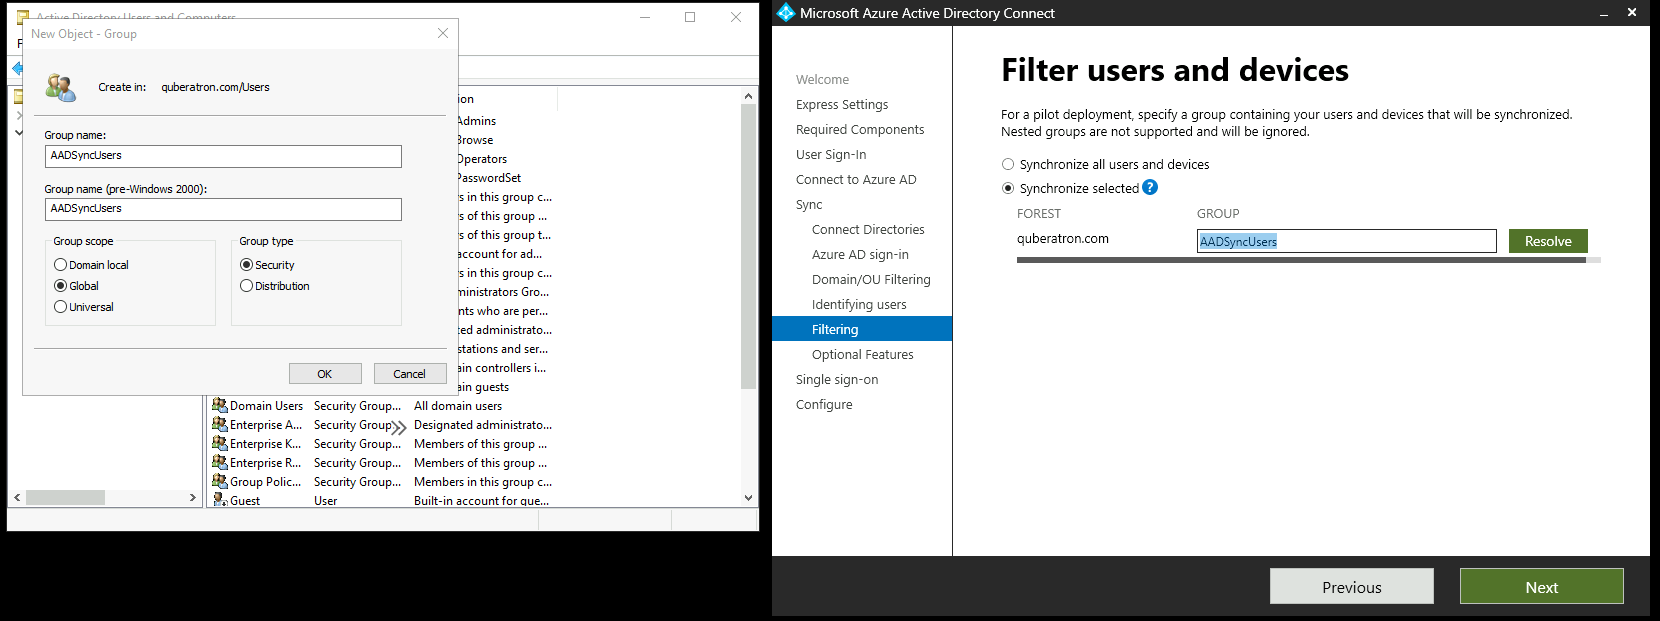 Active Directory Users and Computers
New Object - Group
Create in: quberatron.com/Users
Group name:
AADSyncUsers
Group name (pre-Windows 2000):
AADSyncUsers
Group scope
Domain local
Global
Universal
Group type
Security
Distribution
OK
Cancel
ion
Admins
Browse
Operators
PasswordSet
s in this group c...
s of this group ...
s of this group t...
ccount for ad...
s in this group c...
ministrators Gro...
nts who are per...
ted administrato...
stations and ser...
ain controllers i...
ain guests
Domain Users Security Group... All domain users
Enterprise A... Security Group... Designated administrato...
Enterprise K... Security Group... Members of this group ...
Enterprise R... Security Group... Members of this group ...
Group Polic... Security Group... Members in this group c...
Guest User Built-in account for gue...
Microsoft Azure Active Directory Connect
Welcome
Express Settings
Required Components
User Sign-In
Connect to Azure AD
Sync
Connect Directories
Azure AD sign-in
Domain/OU Filtering
Identifying users
Filtering
Optional Features
Single sign-on
Configure
Filter users and devices
For a pilot deployment, specify a group containing your users and devices that will be synchronized.
Nested groups are not supported and will be ignored.
Synchronize all users and devices
Synchronize selected ?
FOREST GROUP
quberatron.com AADSyncUsers Resolve
Previous
Next